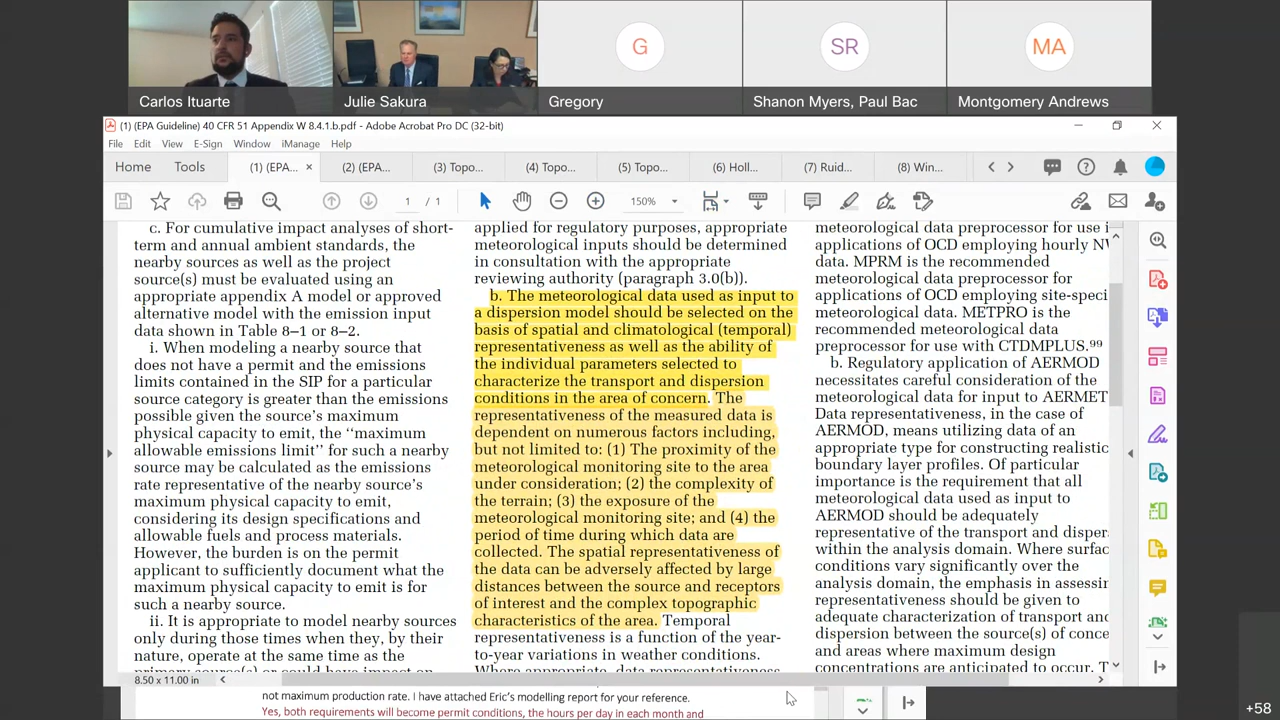 Carlos Ituarte
Julie Sakura
G
Gregory
SR
Shanon Myers, Paul Bac
MA
Montgomery Andrews
(1) (EPA Guideline) 40 CFR 51 Appendix W 8.4.1.b.pdf - Adobe Acrobat Pro DC (32-bit)
File Edit View E-Sign Window iManage Help
Home Tools (1) (EPA... × (2) (EPA... (3) Topo... (4) Topo... (5) Topo... (6) Holl... (7) Ruid... (8) Win...
1 / 1 150%
c. For cumulative impact analyses of short-
term and annual ambient standards, the
nearby sources as well as the project
source(s) must be evaluated using an
appropriate appendix A model or approved
alternative model with the emission input
data shown in Table 8–1 or 8–2.
i. When modeling a nearby source that
does not have a permit and the emissions
limits contained in the SIP for a particular
source category is greater than the emissions
possible given the source's maximum
physical capacity to emit, the ‘‘maximum
allowable emissions limit’’ for such a nearby
source may be calculated as the emissions
rate representative of the nearby source's
maximum physical capacity to emit,
considering its design specifications and
allowable fuels and process materials.
However, the burden is on the permit
applicant to sufficiently document what the
maximum physical capacity to emit is for
such a nearby source.
ii. It is appropriate to model nearby sources
only during those times when they, by their
nature, operate at the same time as the
primary source(s) or could have impact on
applied for regulatory purposes, appropriate
meteorological inputs should be determined
in consultation with the appropriate
reviewing authority (paragraph 3.0(b)).
b. The meteorological data used as input to
a dispersion model should be selected on the
basis of spatial and climatological (temporal)
representativeness as well as the ability of
the individual parameters selected to
characterize the transport and dispersion
conditions in the area of concern. The
representativeness of the measured data is
dependent on numerous factors including,
but not limited to: (1) The proximity of the
meteorological monitoring site to the area
under consideration; (2) the complexity of
the terrain; (3) the exposure of the
meteorological monitoring site; and (4) the
period of time during which data are
collected. The spatial representativeness of
the data can be adversely affected by large
distances between the source and receptors
of interest and the complex topographic
characteristics of the area. Temporal
representativeness is a function of the year-
to-year variations in weather conditions.
Where appropriate, data representativeness
meteorological data preprocessor for use i
applications of OCD employing hourly NW
data. MPRM is the recommended
meteorological data preprocessor for
applications of OCD employing site-speci
meteorological data. METPRO is the
recommended meteorological data
preprocessor for use with CTDMPLUS.99
b. Regulatory application of AERMOD
necessitates careful consideration of the
meteorological data for input to AERMET
Data representativeness, in the case of
AERMOD, means utilizing data of an
appropriate type for constructing realistic
boundary layer profiles. Of particular
importance is the requirement that all
meteorological data used as input to
AERMOD should be adequately
representative of the transport and disper
within the analysis domain. Where surfac
conditions vary significantly over the
analysis domain, the emphasis in assessin
representativeness should be given to
adequate characterization of transport and
dispersion between the source(s) of conce
and areas where maximum design
concentrations are anticipated to occur. T
8.50 x 11.00 in
not maximum production rate. I have attached Eric's modelling report for your reference.
Yes, both requirements will become permit conditions, the hours per day in each month and
+58